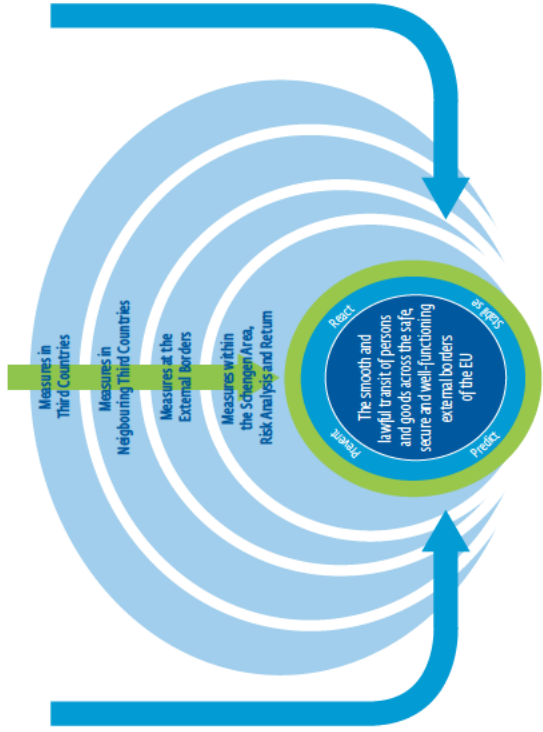 Measures in
Third Countries
Measures in
Neigbouring Third Countries
Measures at the
External Borders
Measures within
the Schengen Area,
Risk Analysis and Return
React
Stabilise
Prevent
Predict
The smooth and
lawful transit of persons
and goods across the safe,
secure and well-functioning
external borders
of the EU